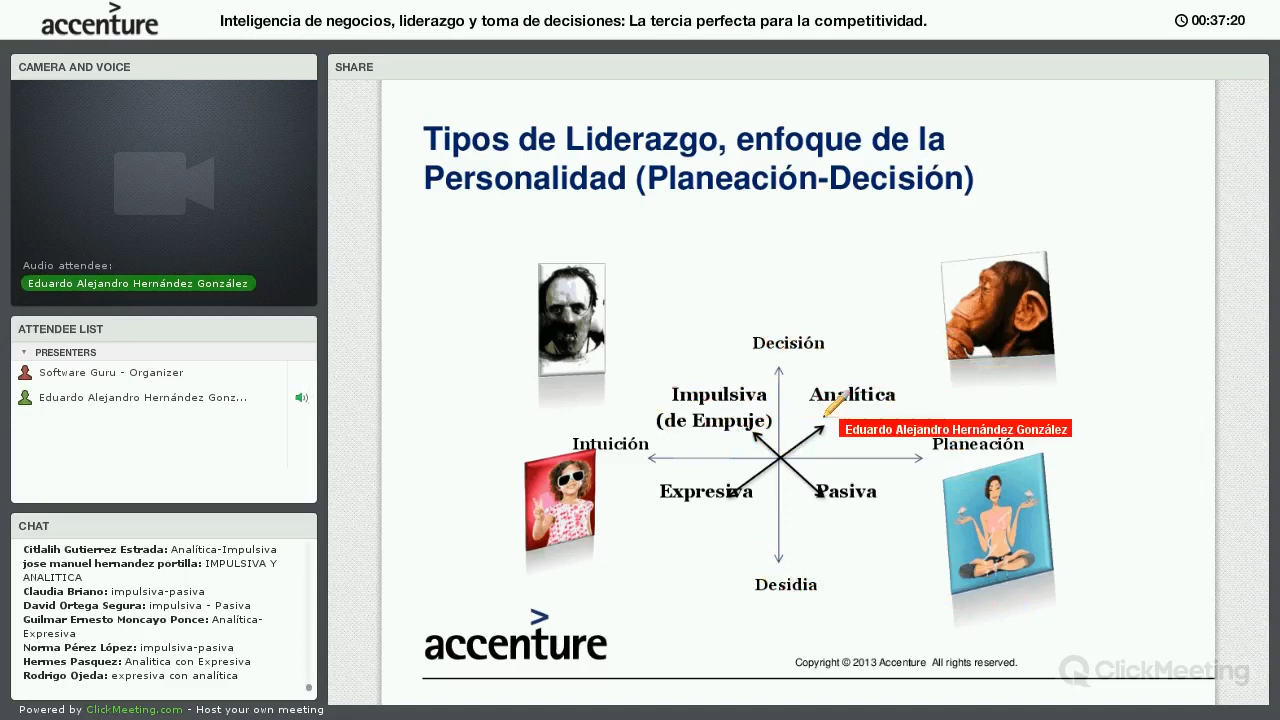 accenture
Inteligencia de negocios, liderazgo y toma de decisiones: La tercia perfecta para la competitividad.
00:37:20
CAMERA AND VOICE
Audio attendee:
Eduardo Alejandro Hernández González
ATTENDEE LIST
PRESENTERS
Software Guru - Organizer
Eduardo Alejandro Hernández Gonz...
CHAT
Citlalih Gutierrez Estrada: Analítica-Impulsiva
jose manuel hernandez portilla: IMPULSIVA Y
ANALITICA
Claudia Briano: impulsiva-pasiva
David Ortega Segura: impulsiva - Pasiva
Guilmar Ernesto Moncayo Ponce: Analítica-
Expresiva
Norma Pérez López: impulsiva-pasiva
Hermes Pasquez: Analitica con Expresiva
Rodrigo Ojeda: expresiva con analítica
Powered by ClickMeeting.com - Host your own meeting
SHARE
Tipos de Liderazgo, enfoque de la
Personalidad (Planeación-Decisión)
Decisión
Impulsiva
(de Empuje)
Analítica
Eduardo Alejandro Hernández González
Intuición
Planeación
Expresiva
Pasiva
Desidia
accenture
Copyright © 2013 Accenture All rights reserved.
ClickMeeting